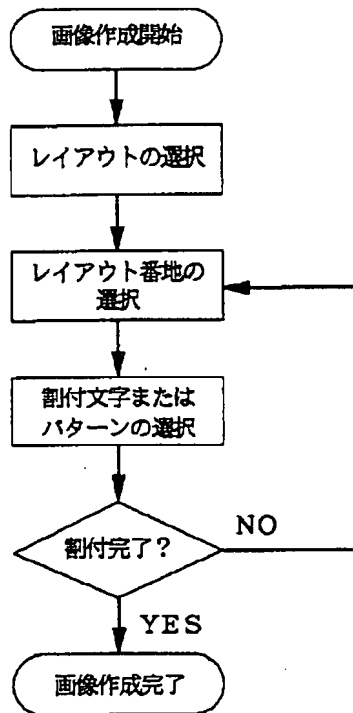 画像作成開始
レイアウトの選択
レイアウト番地の
選択
割付文字または
パターンの選択
割付完了？
NO
YES
画像作成完了